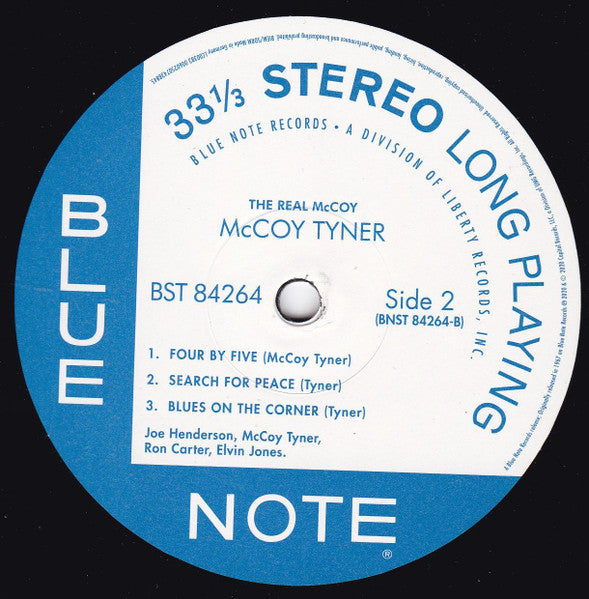 33⅓ STEREO LONG PLAYING
BLUE NOTE RECORDS • A DIVISION OF LIBERTY RECORDS, INC.
THE REAL McCOY
McCOY TYNER
BST 84264
Side 2
(BNST 84264-B)
1. FOUR BY FIVE (McCoy Tyner)
2. SEARCH FOR PEACE (Tyner)
3. BLUES ON THE CORNER (Tyner)
Joe Henderson, McCoy Tyner,
Ron Carter, Elvin Jones.
BLUE
NOTE ®